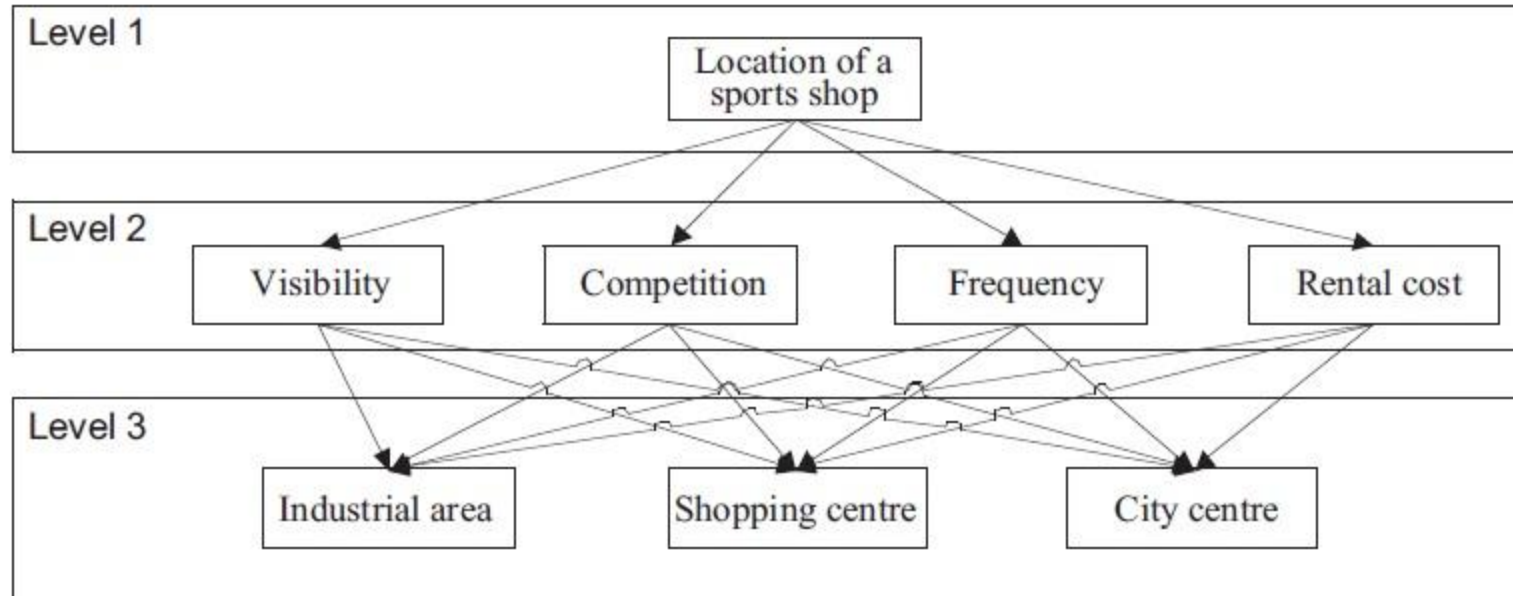 Level 1
Location of a
sports shop
Level 2
Visibility
Competition
Frequency
Rental cost
Level 3
Industrial area
Shopping centre
City centre